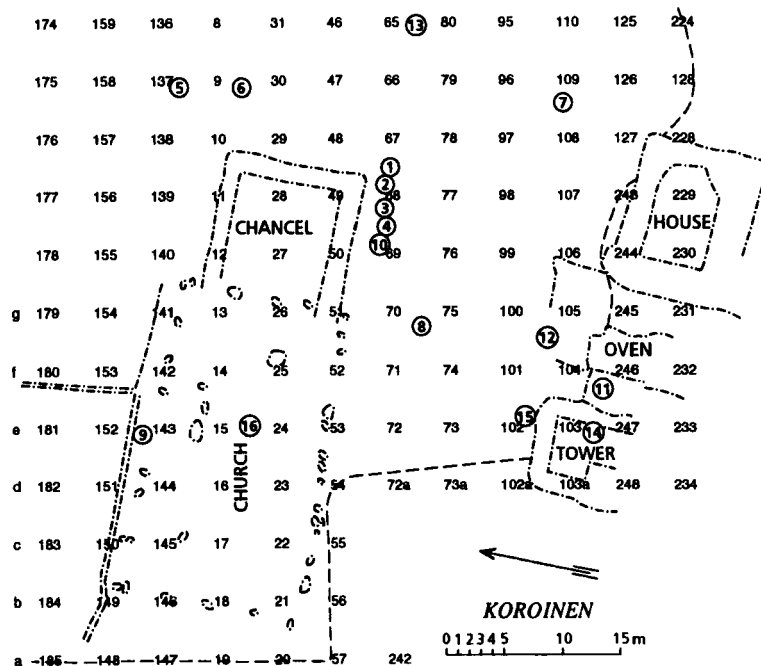 174 159 136 8 31 46 65 ⑬ 80 95 110 125 224
175 158 137 ⑤ 9 ⑥ 30 47 66 79 96 109 126 128
⑦
176 157 138 10 29 48 67 78 97 108 127 228
①
②
177 156 139 11 28 49 68 77 98 107 248 229
③
CHANCEL ④ HOUSE
⑩
178 155 140 12 27 50 69 76 99 106 244 230
g 179 154 141 13 26 51 70 75 100 105 245 231
⑧ ⑫
OVEN
f 180 153 142 14 25 52 71 74 101 104 246 232
⑪
⑮
e 181 152 ⑨ 143 15 ⑯ 24 53 72 73 102 103 ⑭ 247 233
TOWER
CHURCH
d 182 151 144 16 23 54 72a 73a 102a 103a 248 234
c 183 150 145 17 22 55
b 184 149 146 18 21 56
KOROINEN
0 1 2 3 4 5 10 15 m
a 185 148 147 19 20 57 242